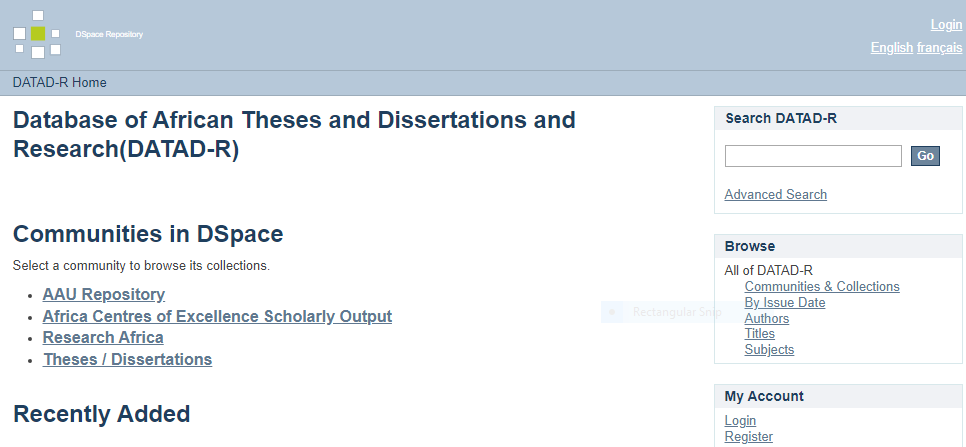 DSpace Repository
Login
English français
DATAD-R Home
Database of African Theses and Dissertations and
Research(DATAD-R)
Communities in DSpace
Select a community to browse its collections.
AAU Repository
Africa Centres of Excellence Scholarly Output
Research Africa
Theses / Dissertations
Recently Added
Search DATAD-R
Go
Advanced Search
Browse
All of DATAD-R
Communities & Collections
By Issue Date
Authors
Titles
Subjects
Rectangular Snip
My Account
Login
Register